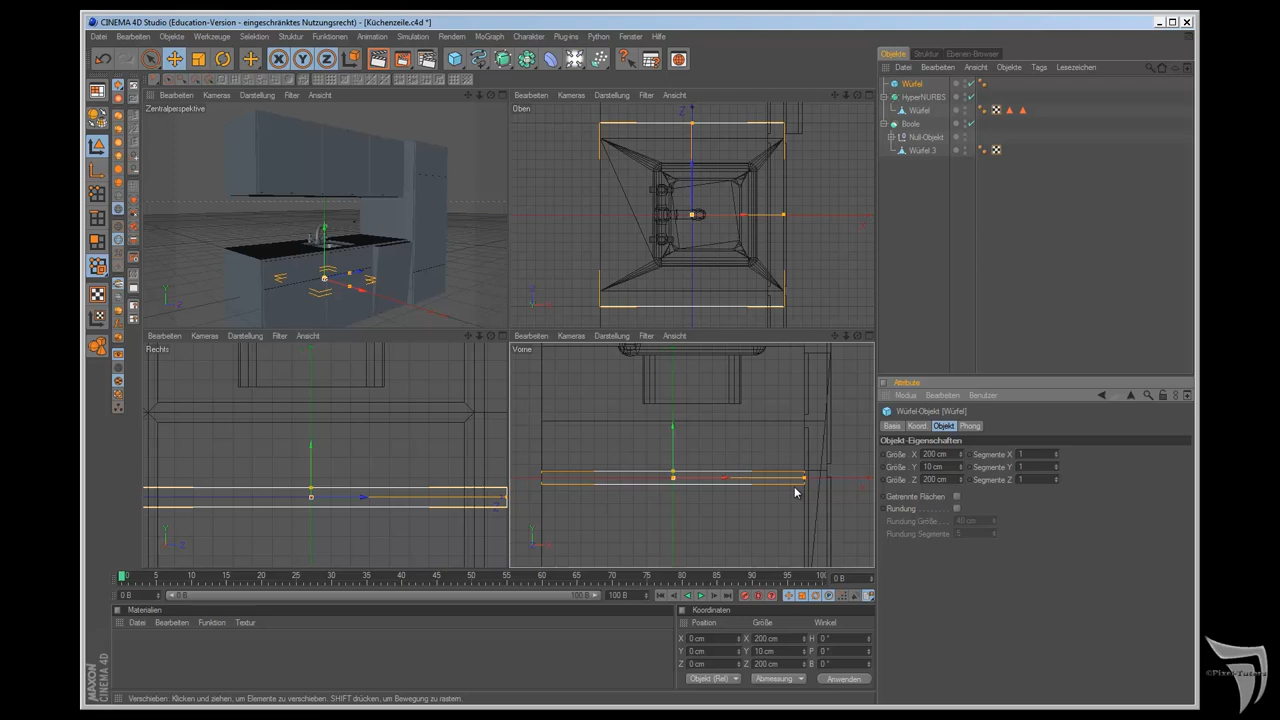 CINEMA 4D Studio (Education-Version - eingeschränktes Nutzungsrecht) - [Küchenzeile.c4d *]
Datei Bearbeiten Objekte Werkzeuge Selektion Struktur Funktionen Animation Simulation Rendern MoGraph Charakter Plug-ins Python Fenster Hilfe
Objekte Struktur Ebenen-Browser
Datei Bearbeiten Ansicht Objekte Tags Lesezeichen
Würfel
HyperNURBS
Würfel
Boole
Null-Objekt
Würfel 3
Bearbeiten Kameras Darstellung Filter Ansicht
Zentralperspektive
Bearbeiten Kameras Darstellung Filter Ansicht
Oben
Bearbeiten Kameras Darstellung Filter Ansicht
Rechts
Bearbeiten Kameras Darstellung Filter Ansicht
Vorne
Attribute
Modus Bearbeiten Benutzer
Würfel-Objekt [Würfel]
Basis Koord. Objekt Phong
Objekt-Eigenschaften
Größe . X 200 cm Segmente X 1
Größe . Y 10 cm Segmente Y 1
Größe . Z 200 cm Segmente Z 1
Getrennte Flächen
Rundung
Rundung Größe . . 40 cm
Rundung Segmente 5
0 5 10 15 20 25 30 35 40 45 50 55 60 65 70 75 80 85 90 95 100 0 B
0 B 0 B 100 B 100 B
Materialien
Datei Bearbeiten Funktion Textur
Koordinaten
Position Größe Winkel
X 0 cm X 200 cm H 0 °
Y 0 cm Y 10 cm P 0 °
Z 0 cm Z 200 cm B 0 °
Objekt (Rel) Abmessung Anwenden
MAXON CINEMA 4D
Verschieben: Klicken und ziehen, um Elemente zu verschieben. SHIFT drücken, um Bewegung zu rastern.
©Pixel-Tutors